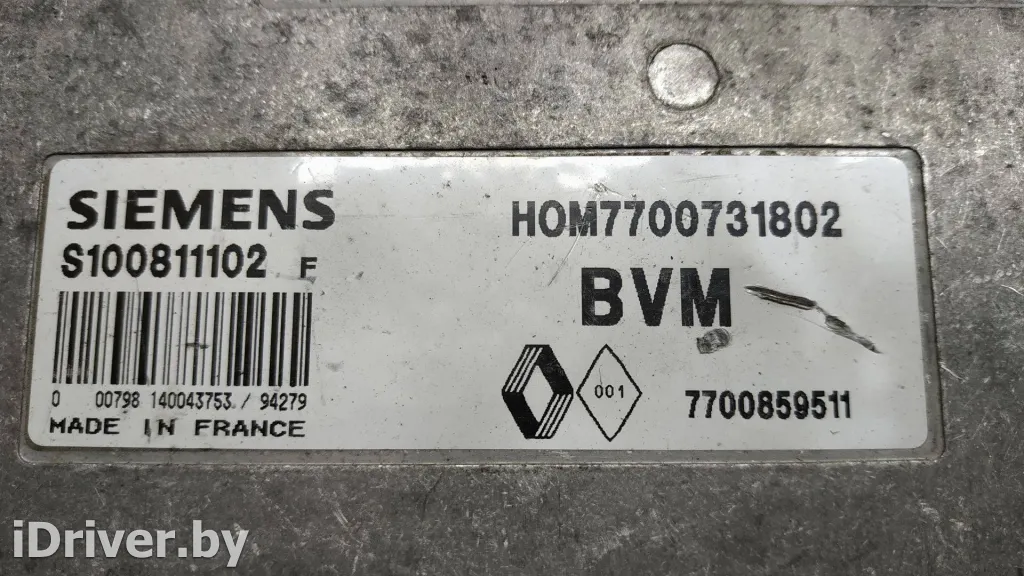 SIEMENS
S100811102 F
0 00798 140043753 / 94279
MADE IN FRANCE
HOM7700731802
BVM
001
7700859511
iDriver.by